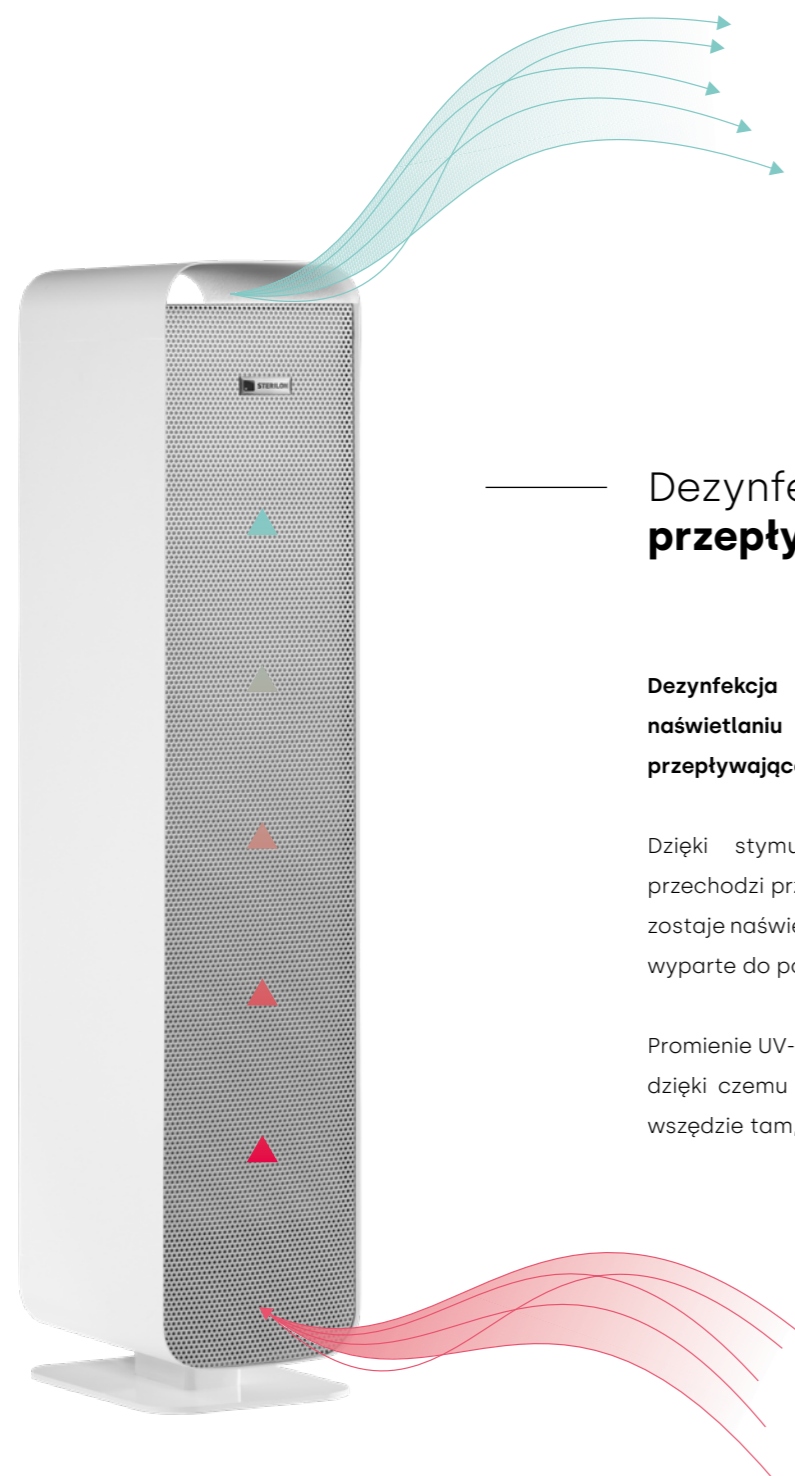 STERILON
Dezynfe
przepły
Dezynfekcja
naświetlaniu
przepływając
Dzięki stymu
przechodzi prz
zostaje naświe
wyparte do po
Promienie UV-
dzięki czemu
wszędzie tam,